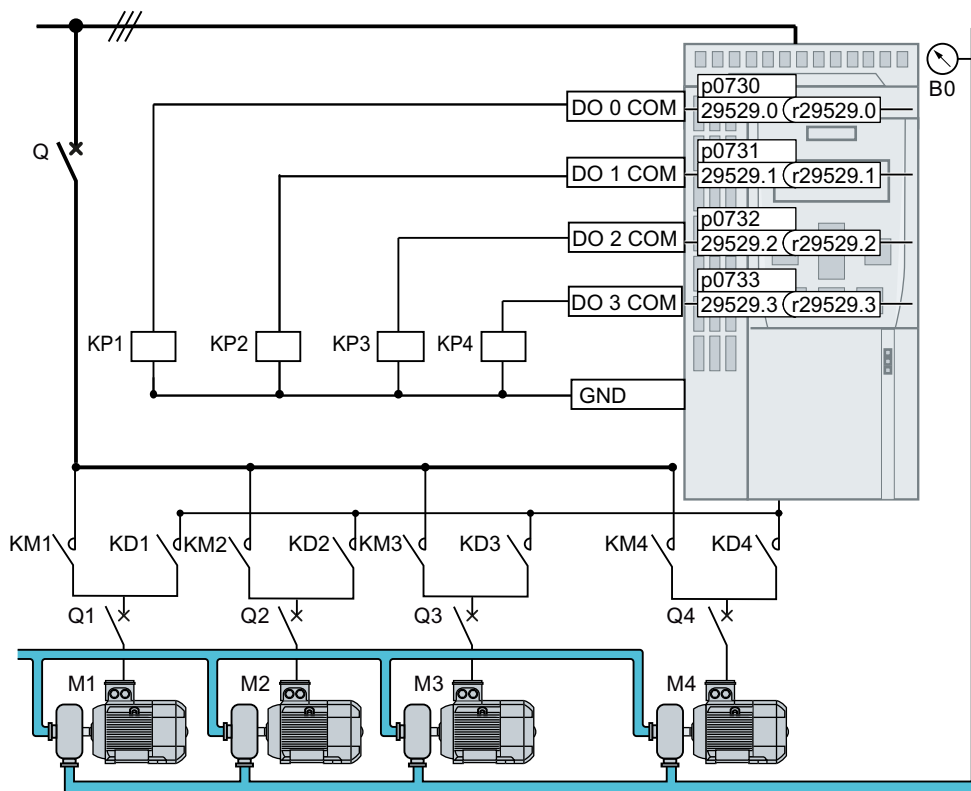 B0
p0730
DO 0 COM
29529.0
r29529.0
Q
p0731
DO 1 COM
29529.1
r29529.1
p0732
DO 2 COM
29529.2
r29529.2
p0733
DO 3 COM
29529.3
r29529.3
KP1
KP2
KP3
KP4
GND
KM1
KD1
KM2
KD2
KM3
KD3
KM4
KD4
Q1
Q2
Q3
Q4
M1
M2
M3
M4